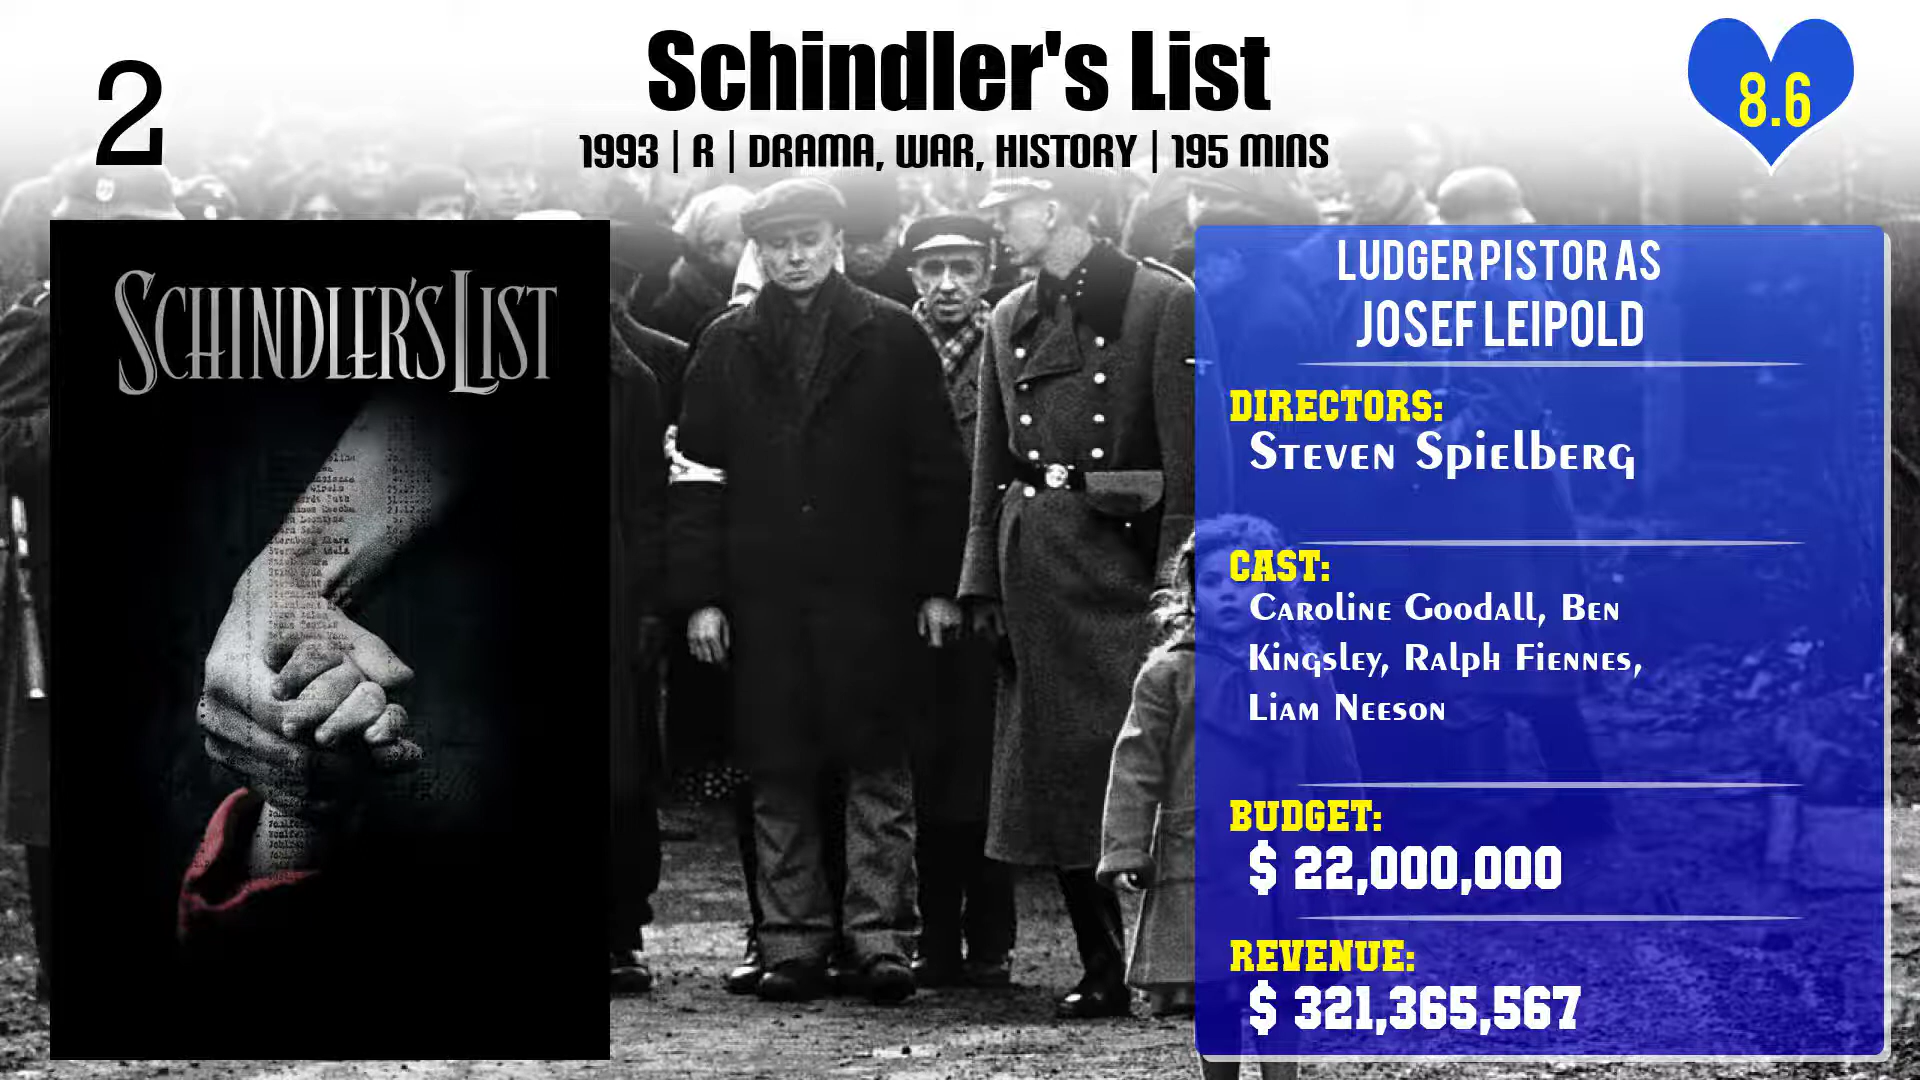 2
Schindler's List
8.6
1993 | R | DRAMA, WAR, HISTORY | 195 MINS
SCHINDLER'S LIST
LUDGER PISTOR AS
JOSEF LEIPOLD
DIRECTORS:
Steven Spielberg
CAST:
Caroline Goodall, Ben
Kingsley, Ralph Fiennes,
Liam Neeson
BUDGET:
$ 22,000,000
REVENUE:
$ 321,365,567